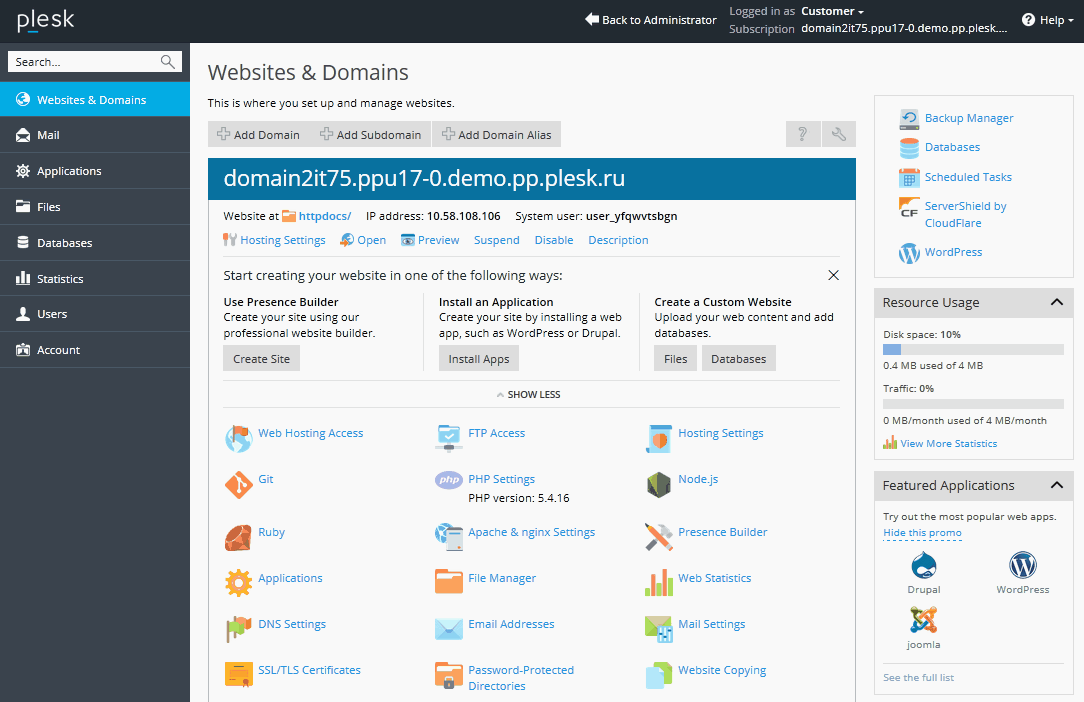 plesk
Back to Administrator
Logged in as Customer
Subscription domain2it75.ppu17-0.demo.pp.plesk....
Help
Search...
Websites & Domains
Mail
Applications
Files
Databases
Statistics
Users
Account
Websites & Domains
This is where you set up and manage websites.
Add Domain Add Subdomain Add Domain Alias
?
domain2it75.ppu17-0.demo.pp.plesk.ru
Website at httpdocs/ IP address: 10.58.108.106 System user: user_yfqwvtsbgn
Hosting Settings Open Preview Suspend Disable Description
Start creating your website in one of the following ways:
Use Presence Builder
Create your site using our
professional website builder.
Create Site
Install an Application
Create your site by installing a web
app, such as WordPress or Drupal.
Install Apps
Create a Custom Website
Upload your web content and add
databases.
Files Databases
SHOW LESS
Web Hosting Access FTP Access Hosting Settings
Git php PHP Settings Node.js
PHP version: 5.4.16
Ruby Apache & nginx Settings Presence Builder
Applications File Manager Web Statistics
DNS Settings Email Addresses Mail Settings
SSL/TLS Certificates Password-Protected Website Copying
Directories
Backup Manager
Databases
Scheduled Tasks
CF ServerShield by
CloudFlare
WordPress
Resource Usage
Disk space: 10%
0.4 MB used of 4 MB
Traffic: 0%
0 MB/month used of 4 MB/month
View More Statistics
Featured Applications
Try out the most popular web apps.
Hide this promo
Drupal WordPress
joomla
See the full list